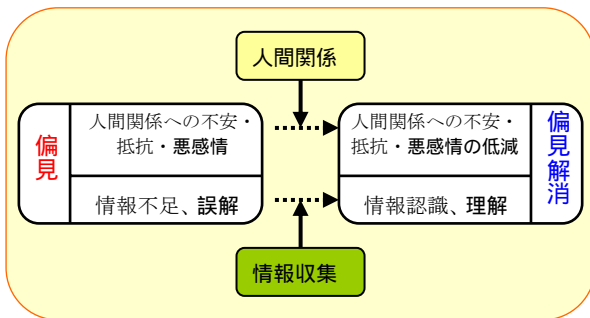 人間関係
偏見
人間関係への不安・
抵抗・悪感情
情報不足、誤解
人間関係への不安・
抵抗・悪感情の低減
情報認識、理解
偏見解消
情報収集